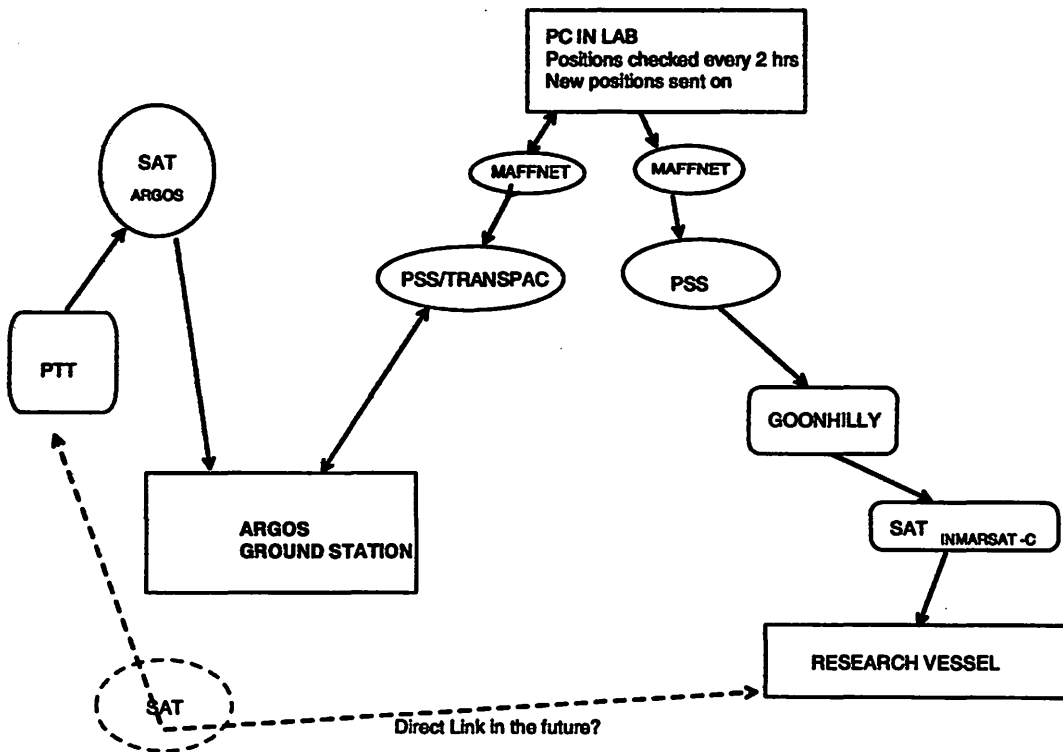 PC IN LAB
Positions checked every 2 hrs
New positions sent on
SAT
ARGOS
MAFFNET
MAFFNET
PSS/TRANSPAC
PSS
PTT
GOONHILLY
ARGOS
GROUND STATION
SAT INMARSAT -C
RESEARCH VESSEL
SAT
Direct Link in the future?